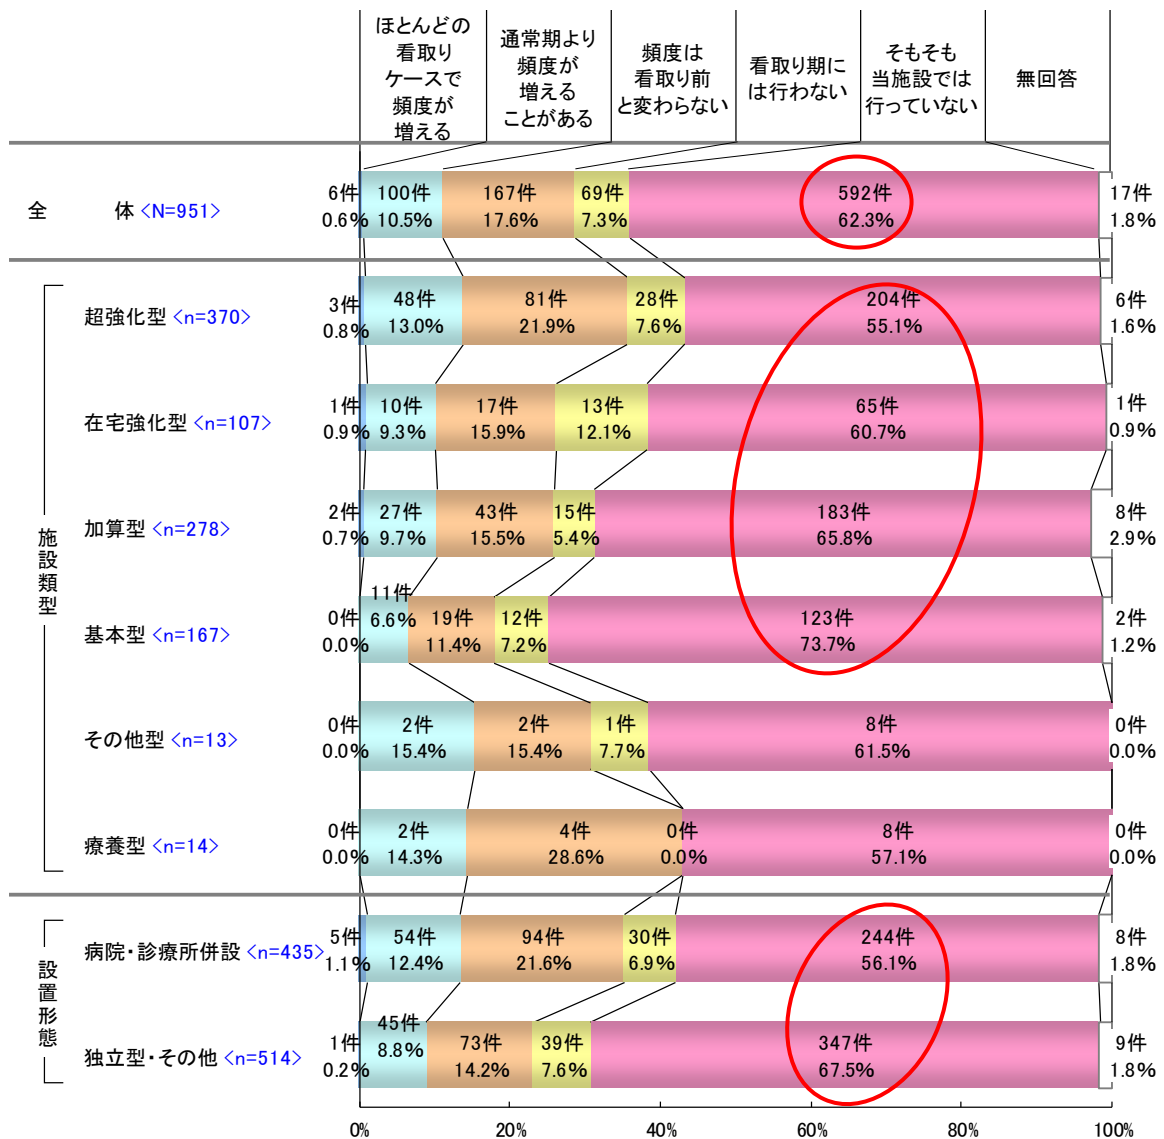 ほとんどの
看取り
ケースで
頻度が
増える
通常期より
頻度が
増える
ことがある
頻度は
看取り前
と変わらない
看取り期に
は行わない
そもそも
当施設では
行っていない
無回答
全 体 <N=951>
6件 100件 167件 69件 592件 17件
0.6% 10.5% 17.6% 7.3% 62.3% 1.8%
施設類型
超強化型 <n=370>
3件 48件 81件 28件 204件 6件
0.8% 13.0% 21.9% 7.6% 55.1% 1.6%
在宅強化型 <n=107>
1件 10件 17件 13件 65件 1件
0.9% 9.3% 15.9% 12.1% 60.7% 0.9%
加算型 <n=278>
2件 27件 43件 15件 183件 8件
0.7% 9.7% 15.5% 5.4% 65.8% 2.9%
基本型 <n=167>
0件 11件 19件 12件 123件 2件
0.0% 6.6% 11.4% 7.2% 73.7% 1.2%
その他型 <n=13>
0件 2件 2件 1件 8件 0件
0.0% 15.4% 15.4% 7.7% 61.5% 0.0%
療養型 <n=14>
0件 2件 4件 0件 8件 0件
0.0% 14.3% 28.6% 0.0% 57.1% 0.0%
設置形態
病院・診療所併設 <n=435>
5件 54件 94件 30件 244件 8件
1.1% 12.4% 21.6% 6.9% 56.1% 1.8%
独立型・その他 <n=514>
1件 45件 73件 39件 347件 9件
0.2% 8.8% 14.2% 7.6% 67.5% 1.8%
0% 20% 40% 60% 80% 100%